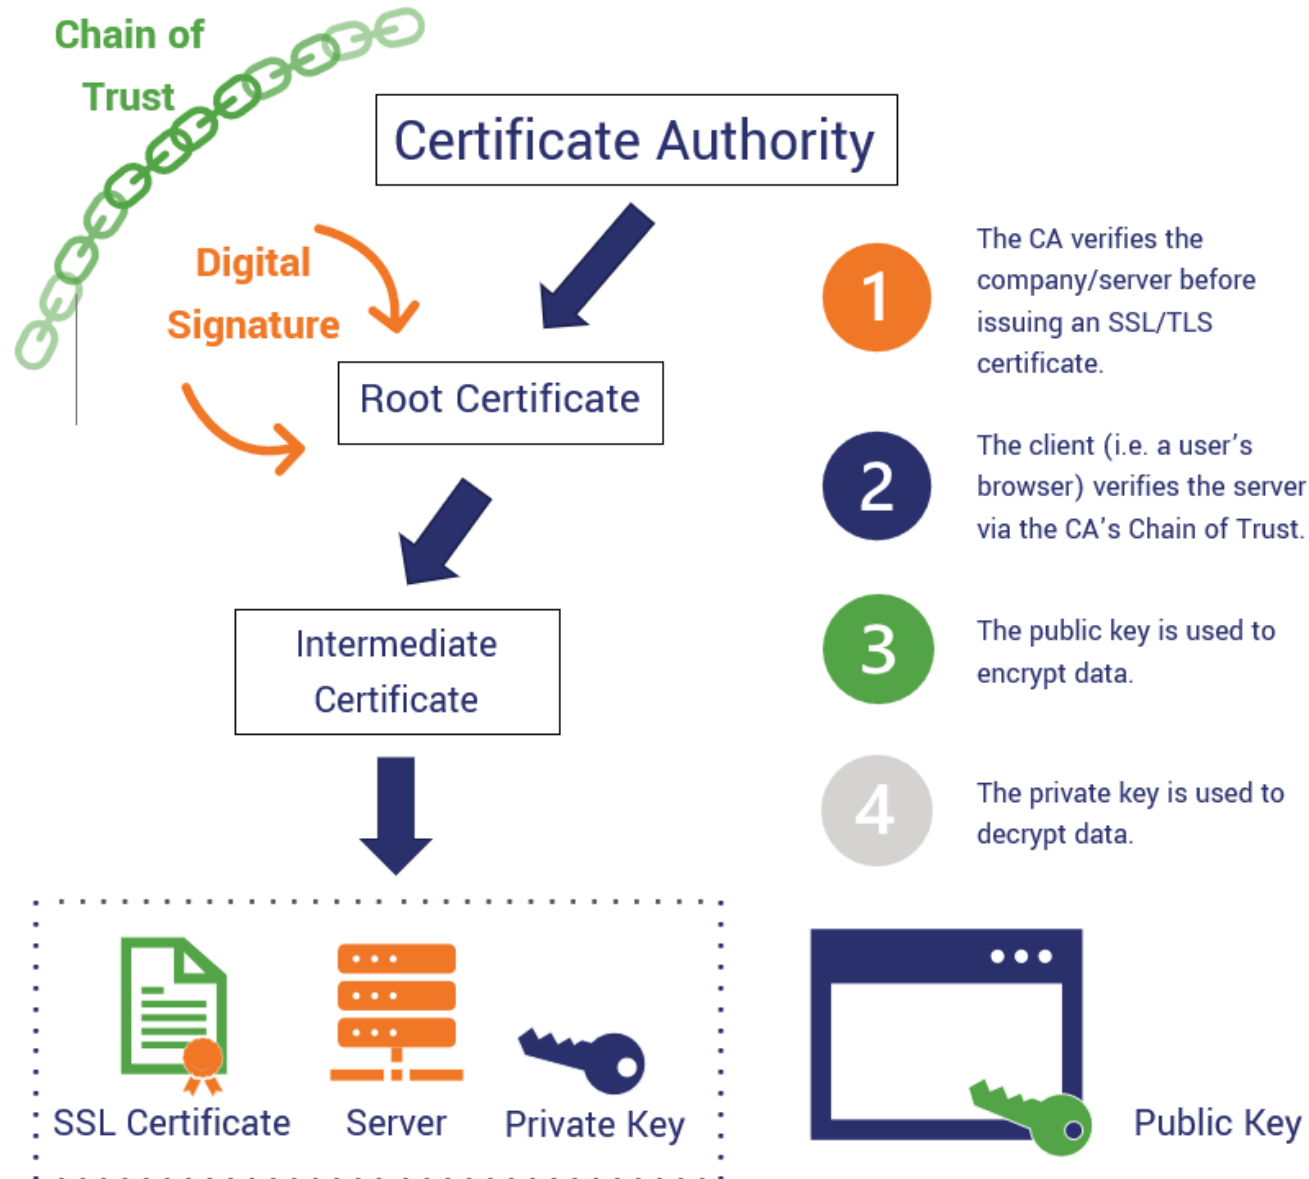 Chain of
Trust
Certificate Authority
Digital
Signature
Root Certificate
Intermediate
Certificate
SSL Certificate
Server
Private Key
1
The CA verifies the
company/server before
issuing an SSL/TLS
certificate.
2
The client (i.e. a user's
browser) verifies the server
via the CA's Chain of Trust.
3
The public key is used to
encrypt data.
4
The private key is used to
decrypt data.
Public Key